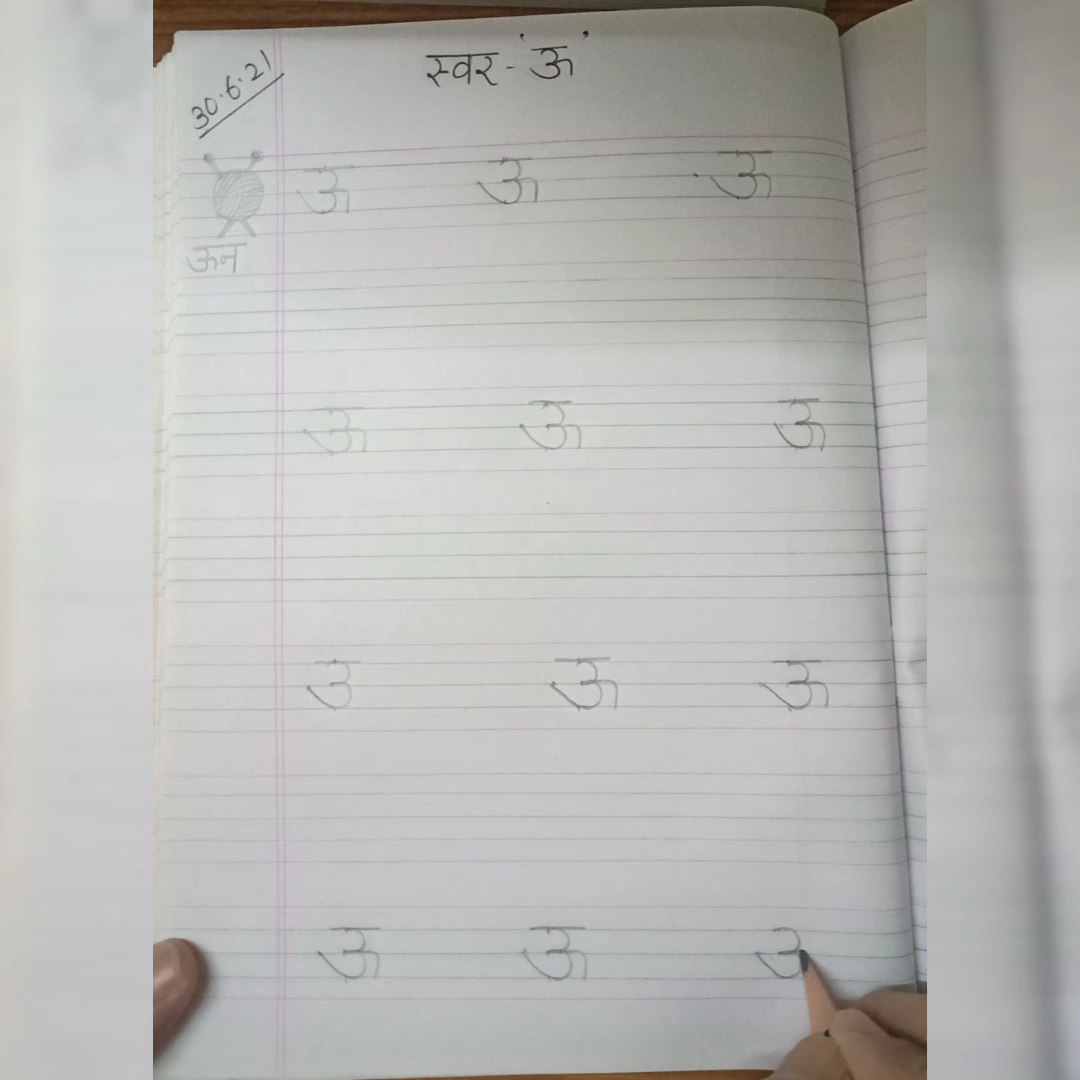 30.6.21
स्वर - 'ऊ'
ऊ ऊ ऊ
ऊन
ऊ ऊ ऊ
उ ऊ ऊ
ऊ ऊ उ